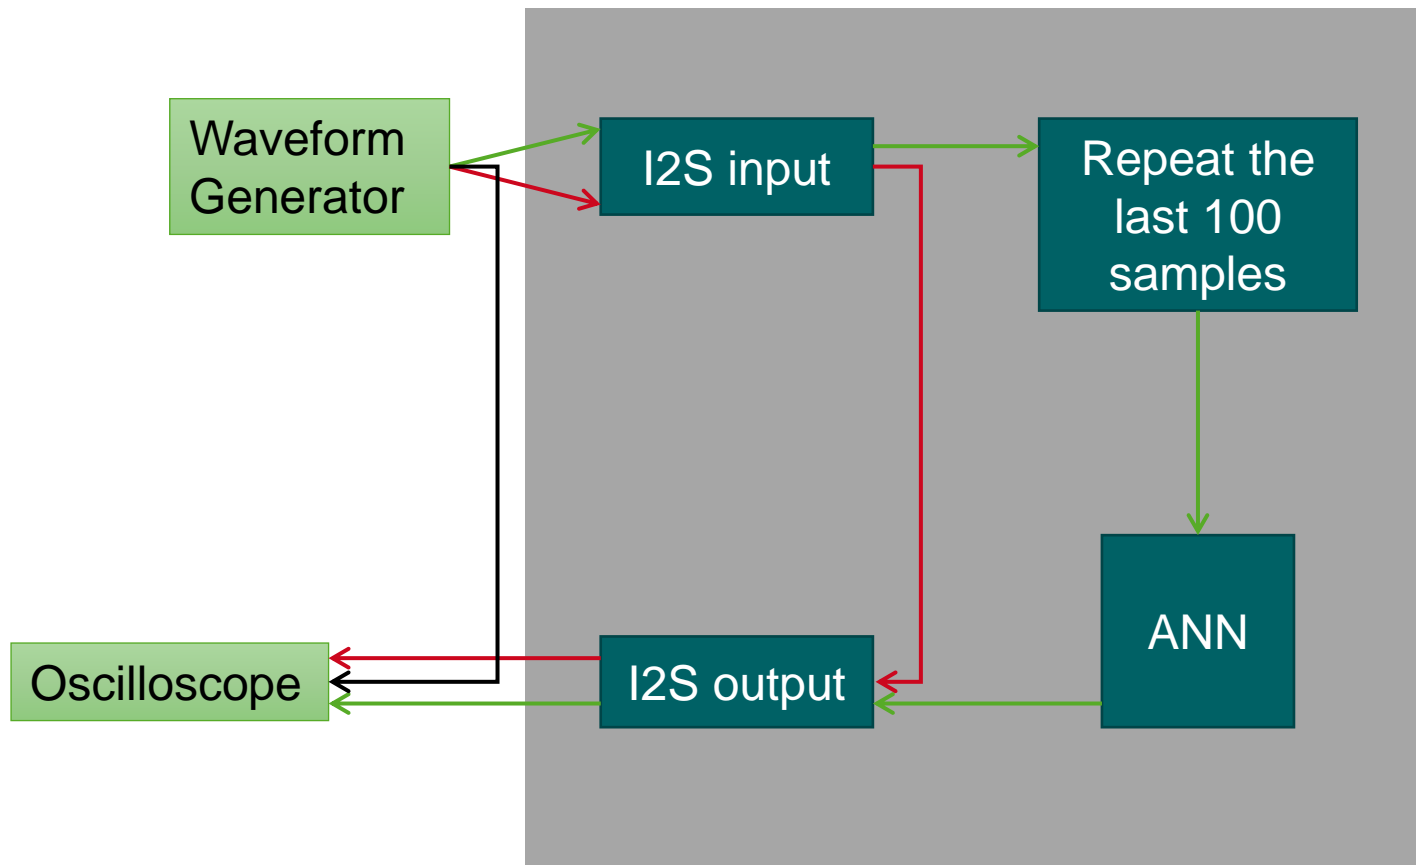 Waveform
Generator
I2S input
Repeat the
last 100
samples
ANN
Oscilloscope
I2S output